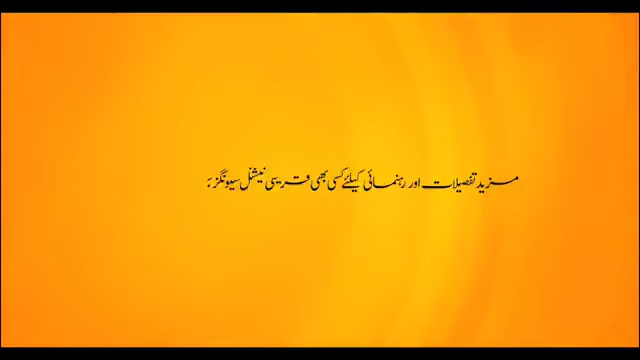 مزید تفصیلات اور رہنمائی کیلئے کسی بھی قریبی نیشنل سیونگز